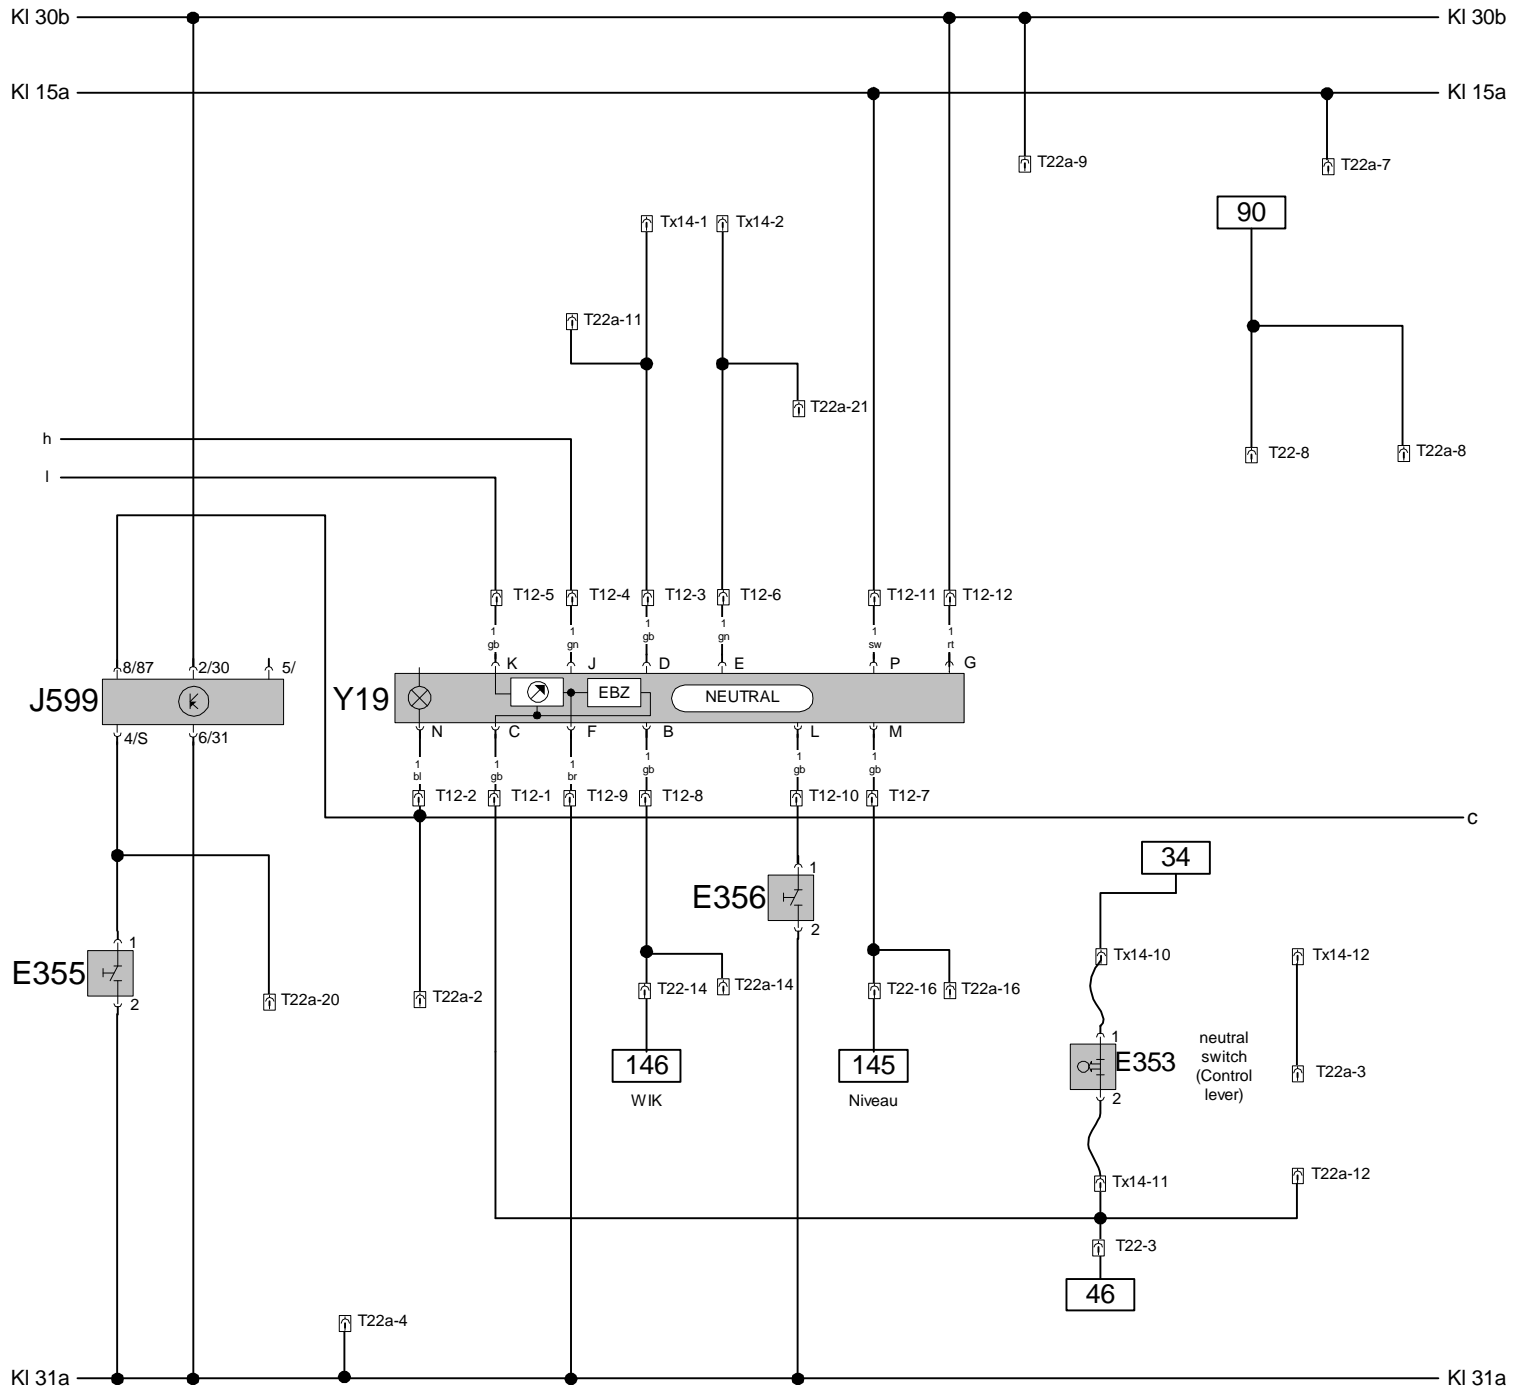 Kl 30b
Kl 30b
Kl 15a
Kl 15a
T22a-9
T22a-7
90
Tx14-1
Tx14-2
T22a-11
T22a-21
h
l
T22-8
T22a-8
T12-5
T12-4
T12-3
T12-6
T12-11
T12-12
1
gb
1
gn
1
gb
1
gn
1
sw
1
rt
8/87
2/30
5/
K
J
D
E
P
G
J599
Y19
EBZ
NEUTRAL
4/S
6/31
N
C
F
B
L
M
1
bl
1
gb
1
br
1
gb
1
gb
1
gb
T12-2
T12-1
T12-9
T12-8
T12-10
T12-7
c
34
E356
1
2
E355
1
2
T22a-20
T22a-2
T22-14
T22a-14
T22-16
T22a-16
Tx14-10
Tx14-12
146
WIK
145
Niveau
1
E353
2
neutral
switch
(Control
lever)
T22a-3
Tx14-11
T22a-12
T22-3
46
T22a-4
Kl 31a
Kl 31a